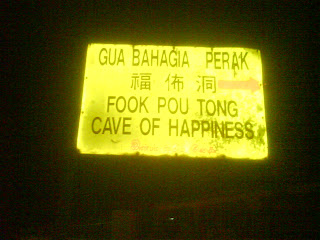 GUA BAHAGIA PERAK
福佈洞
FOOK POU TONG
CAVE OF HAPPINESS